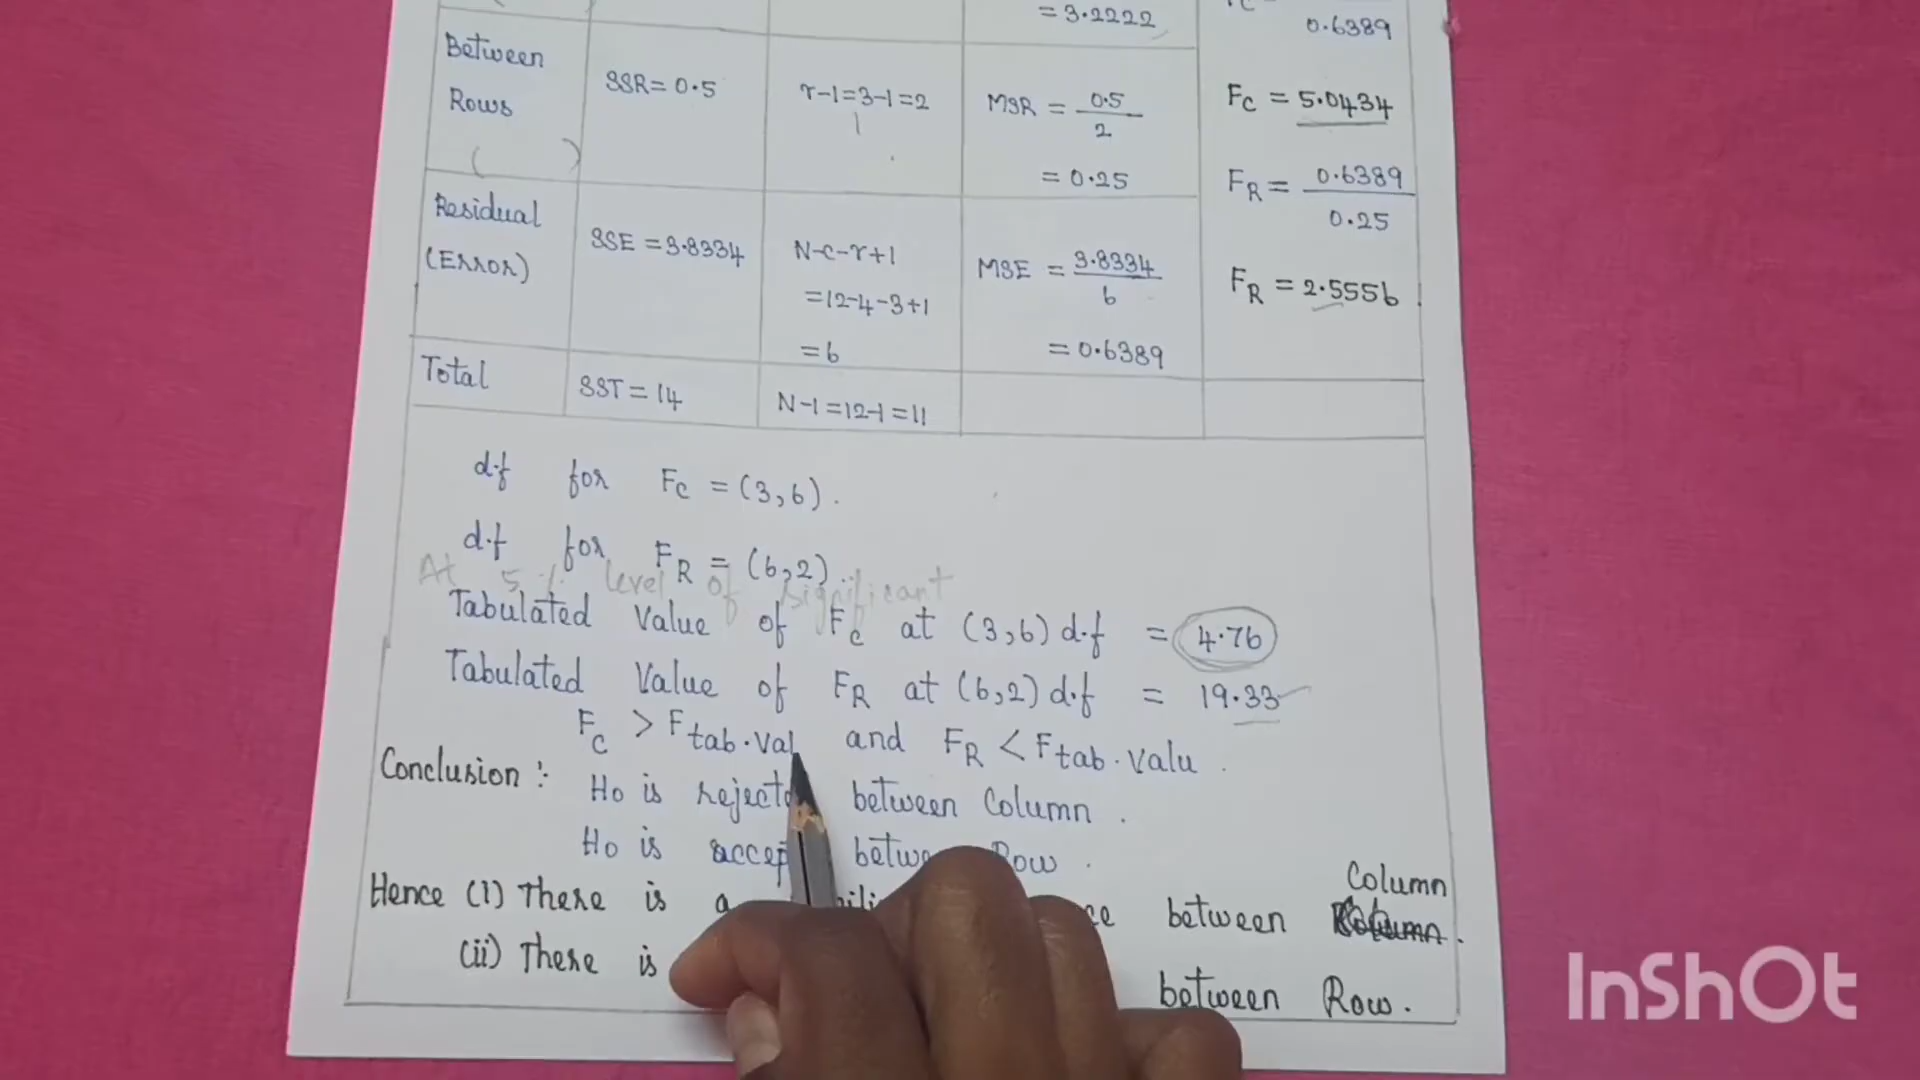 = 3.2222
0.6389
Between
Rows
( )
SSR = 0.5
r-1=3-1=2
MSR = 0.5
2
= 0.25
Fc = 5.0434
FR = 0.6389
0.25
FR = 2.5556
Residual
(Error)
SSE = 3.8334
N-c-r+1
=12-4-3+1
=6
MSE = 3.8334
6
= 0.6389
Total
SST = 14
N-1=12-1=11
d.f for Fc = (3,6).
d.f for FR = (6,2).
At 5% level of significant
Tabulated Value of Fc at (3,6) d.f = 4.76
Tabulated Value of FR at (6,2) d.f = 19.33
Fc > Ftab.val and FR < Ftab.valu.
Conclusion :- Ho is reject between Column.
Ho is accep between Row.
Hence (i) There is a between Column
Column.
(ii) There is between Row.
InShOt